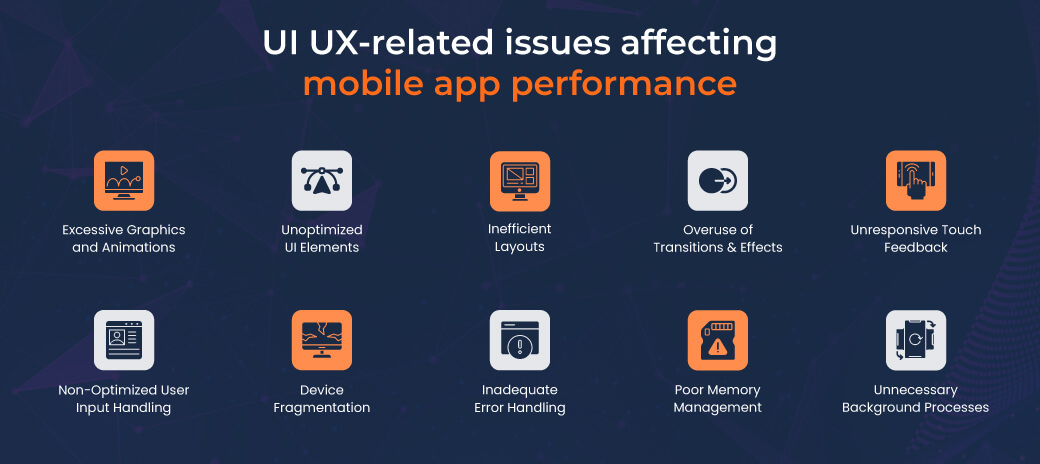 UI UX-related issues affecting
mobile app performance
Excessive Graphics
and Animations
Unoptimized
UI Elements
Inefficient
Layouts
Overuse of
Transitions & Effects
Unresponsive Touch
Feedback
Non-Optimized User
Input Handling
Device
Fragmentation
Inadequate
Error Handling
Poor Memory
Management
Unnecessary
Background Processes